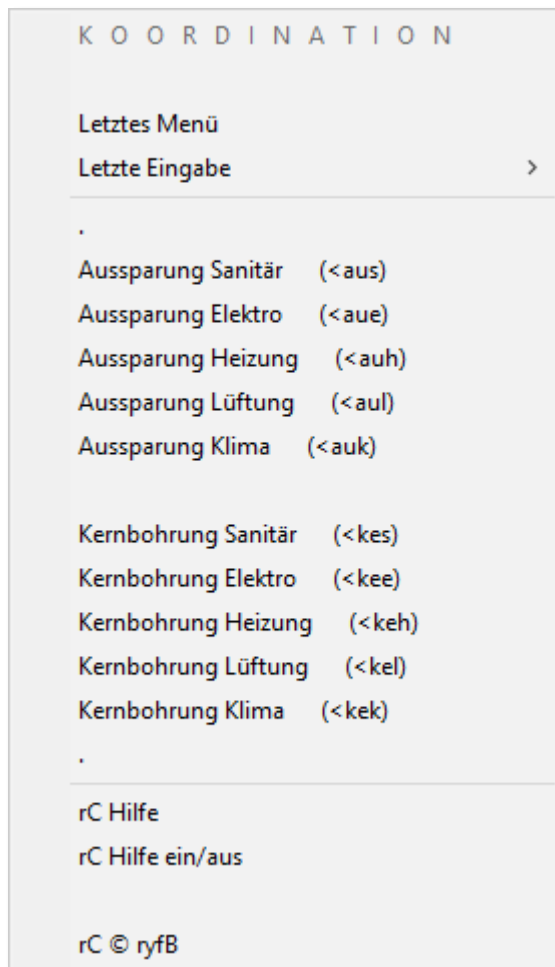 K O O R D I N A T I O N
Letztes Menü
Letzte Eingabe >
.
Aussparung Sanitär (<aus)
Aussparung Elektro (<aue)
Aussparung Heizung (<auh)
Aussparung Lüftung (<aul)
Aussparung Klima (<auk)
Kernbohrung Sanitär (<kes)
Kernbohrung Elektro (<kee)
Kernbohrung Heizung (<keh)
Kernbohrung Lüftung (<kel)
Kernbohrung Klima (<kek)
.
rC Hilfe
rC Hilfe ein/aus
rC © ryfB